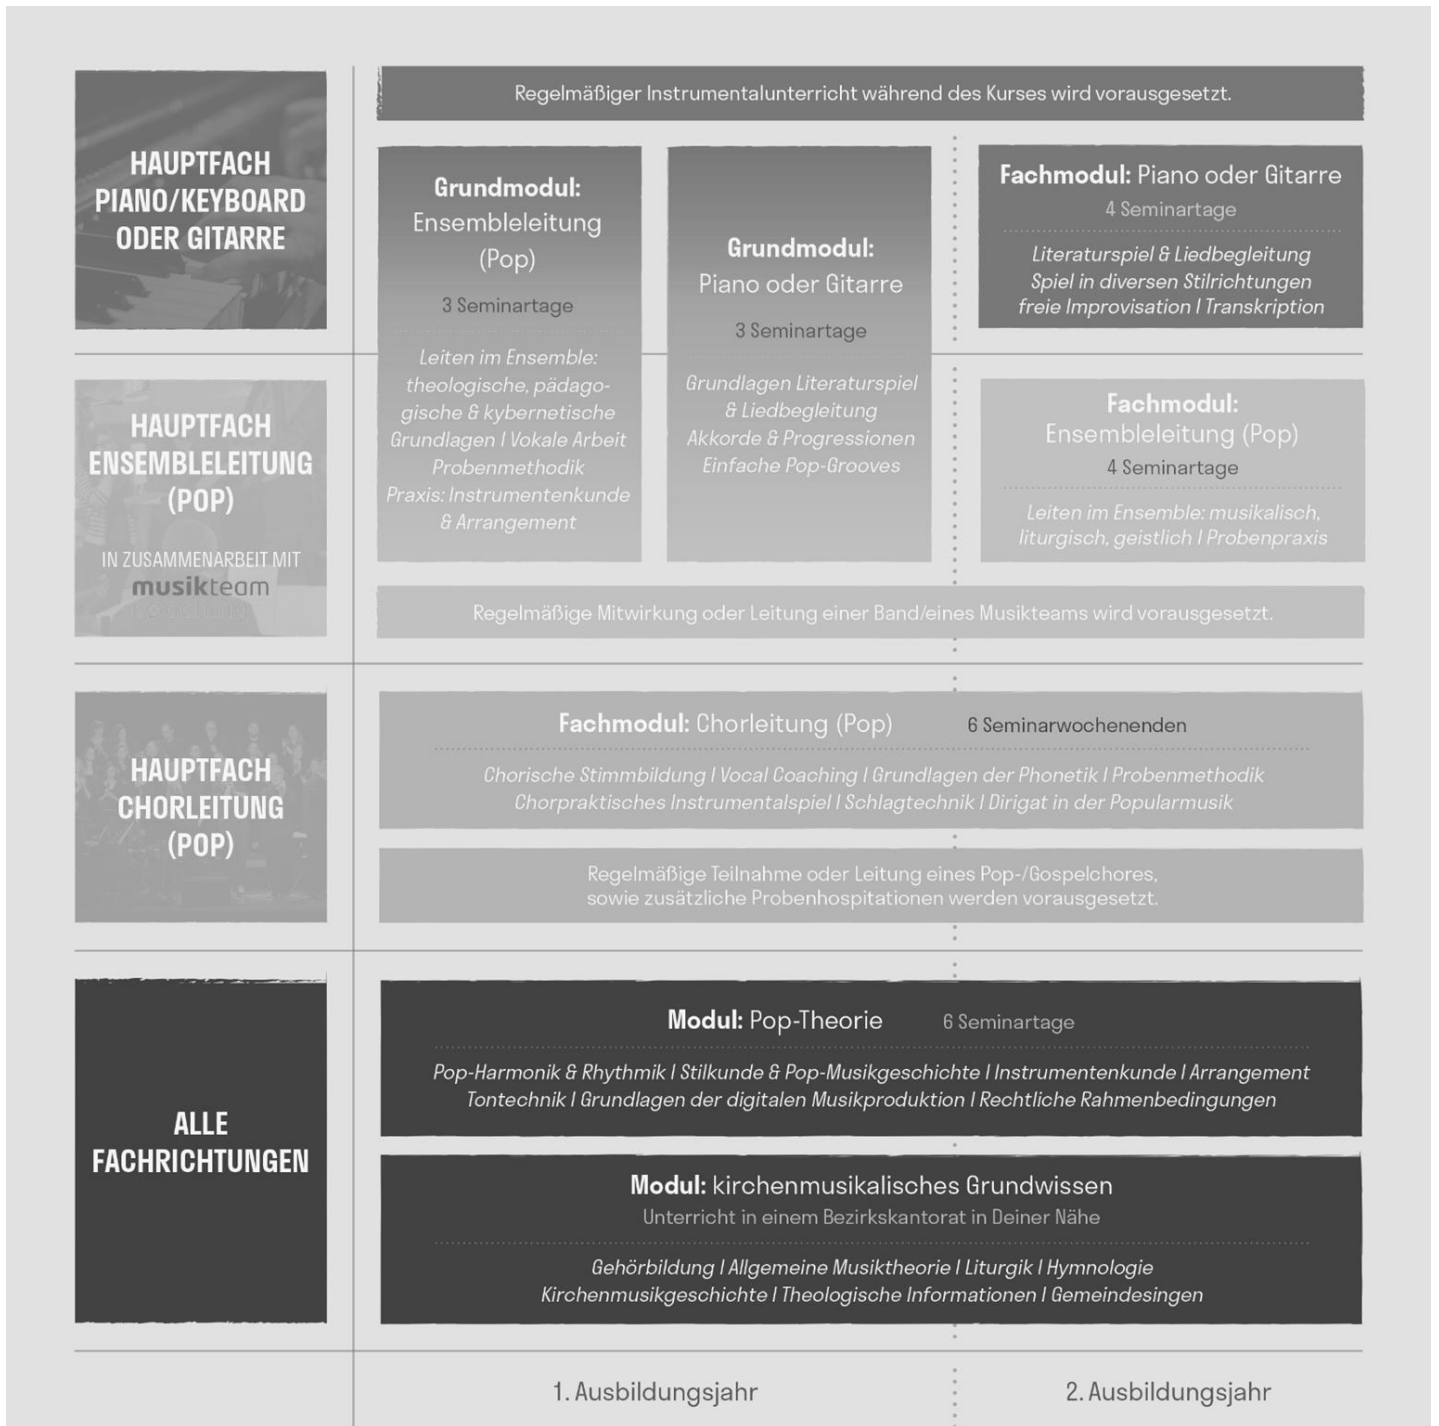 HAUPTFACH
PIANO/KEYBOARD
ODER GITARRE
Regelmäßiger Instrumentalunterricht während des Kurses wird vorausgesetzt.
Grundmodul:
Ensembleleitung
(Pop)
3 Seminartage
Leiten im Ensemble:
theologische, pädago-
gische & kybernetische
Grundlagen I Vokale Arbeit
Probenmethodik
Praxis: Instrumentenkunde
& Arrangement
Grundmodul:
Piano oder Gitarre
3 Seminartage
Grundlagen Literaturspiel
& Liedbegleitung
Akkorde & Progressionen
Einfache Pop-Grooves
Fachmodul: Piano oder Gitarre
4 Seminartage
Literaturspiel & Liedbegleitung
Spiel in diversen Stilrichtungen
freie Improvisation I Transkription
HAUPTFACH
ENSEMBLELEITUNG
(POP)
IN ZUSAMMENARBEIT MIT
musikteam
Fachmodul:
Ensembleleitung (Pop)
4 Seminartage
Leiten im Ensemble: musikalisch,
liturgisch, geistlich I Probenpraxis
Regelmäßige Mitwirkung oder Leitung einer Band/eines Musikteams wird vorausgesetzt.
HAUPTFACH
CHORLEITUNG
(POP)
Fachmodul: Chorleitung (Pop) 6 Seminarwochenenden
Chorische Stimmbildung I Vocal Coaching I Grundlagen der Phonetik I Probenmethodik
Chorpraktisches Instrumentalspiel I Schlagtechnik I Dirigat in der Popularmusik
Regelmäßige Teilnahme oder Leitung eines Pop-/Gospelchores,
sowie zusätzliche Probenhospitationen werden vorausgesetzt.
ALLE
FACHRICHTUNGEN
Modul: Pop-Theorie 6 Seminartage
Pop-Harmonik & Rhythmik I Stilkunde & Pop-Musikgeschichte I Instrumentenkunde I Arrangement
Tontechnik I Grundlagen der digitalen Musikproduktion I Rechtliche Rahmenbedingungen
Modul: kirchenmusikalisches Grundwissen
Unterricht in einem Bezirkskantorat in Deiner Nähe
Gehörbildung I Allgemeine Musiktheorie I Liturgik I Hymnologie
Kirchenmusikgeschichte I Theologische Informationen I Gemeindesingen
1. Ausbildungsjahr
2. Ausbildungsjahr